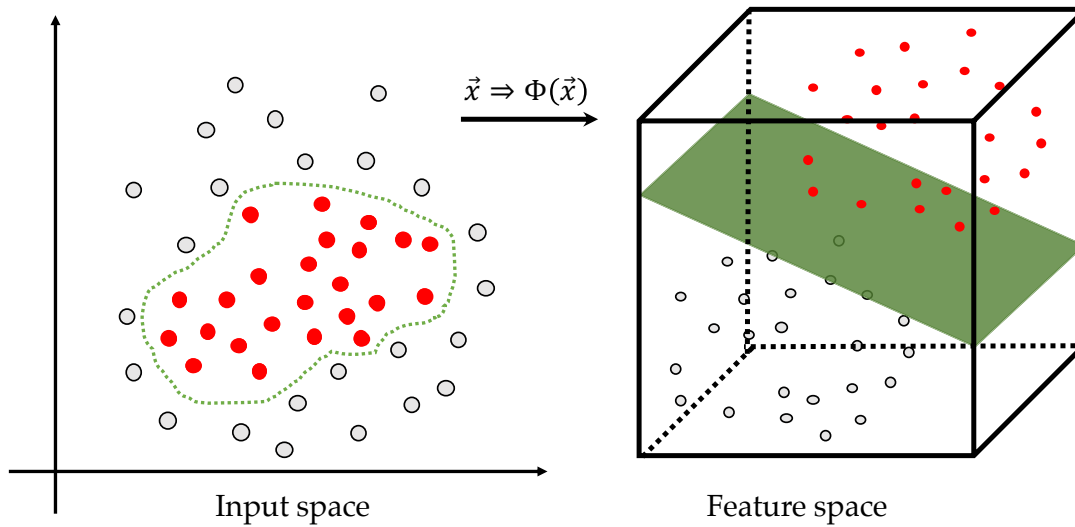 x⃗ ⇒ Φ(x⃗)
Input space
Feature space